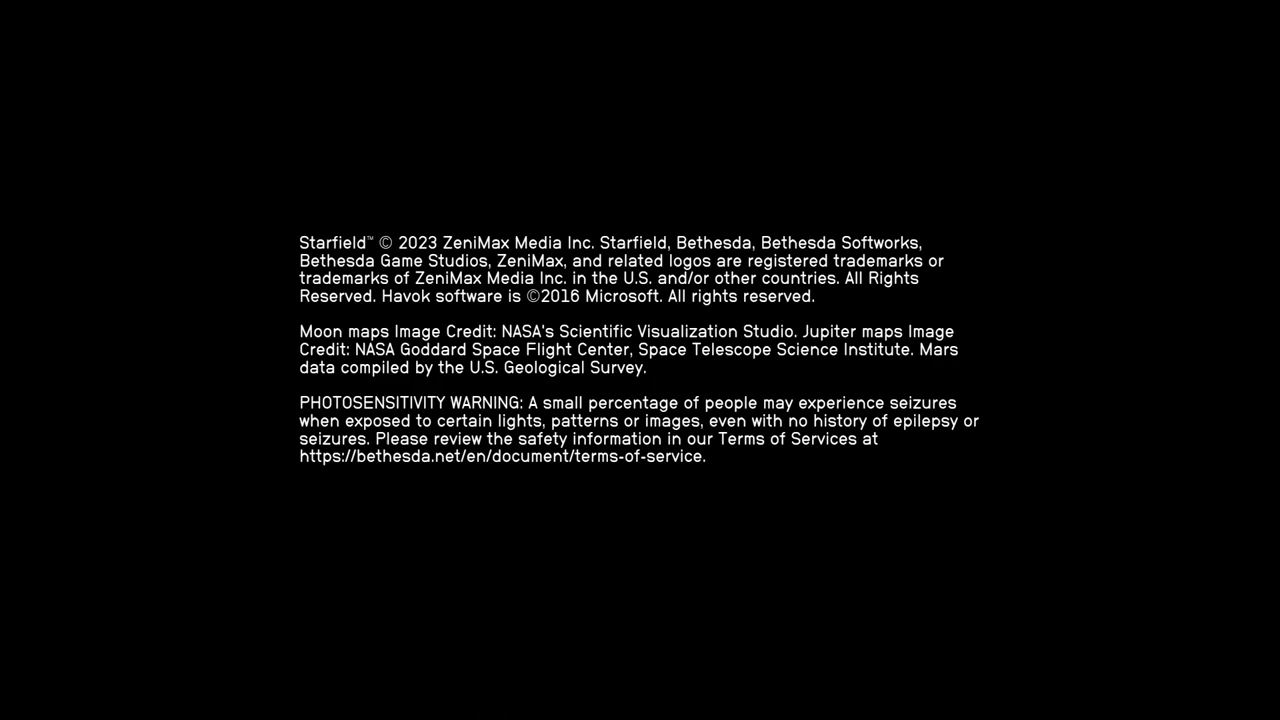 Starfield™ © 2023 ZeniMax Media Inc. Starfield, Bethesda, Bethesda Softworks,
Bethesda Game Studios, ZeniMax, and related logos are registered trademarks or
trademarks of ZeniMax Media Inc. in the U.S. and/or other countries. All Rights
Reserved. Havok software is ©2016 Microsoft. All rights reserved.
Moon maps Image Credit: NASA's Scientific Visualization Studio. Jupiter maps Image
Credit: NASA Goddard Space Flight Center, Space Telescope Science Institute. Mars
data compiled by the U.S. Geological Survey.
PHOTOSENSITIVITY WARNING: A small percentage of people may experience seizures
when exposed to certain lights, patterns or images, even with no history of epilepsy or
seizures. Please review the safety information in our Terms of Services at
https://bethesda.net/en/document/terms-of-service.